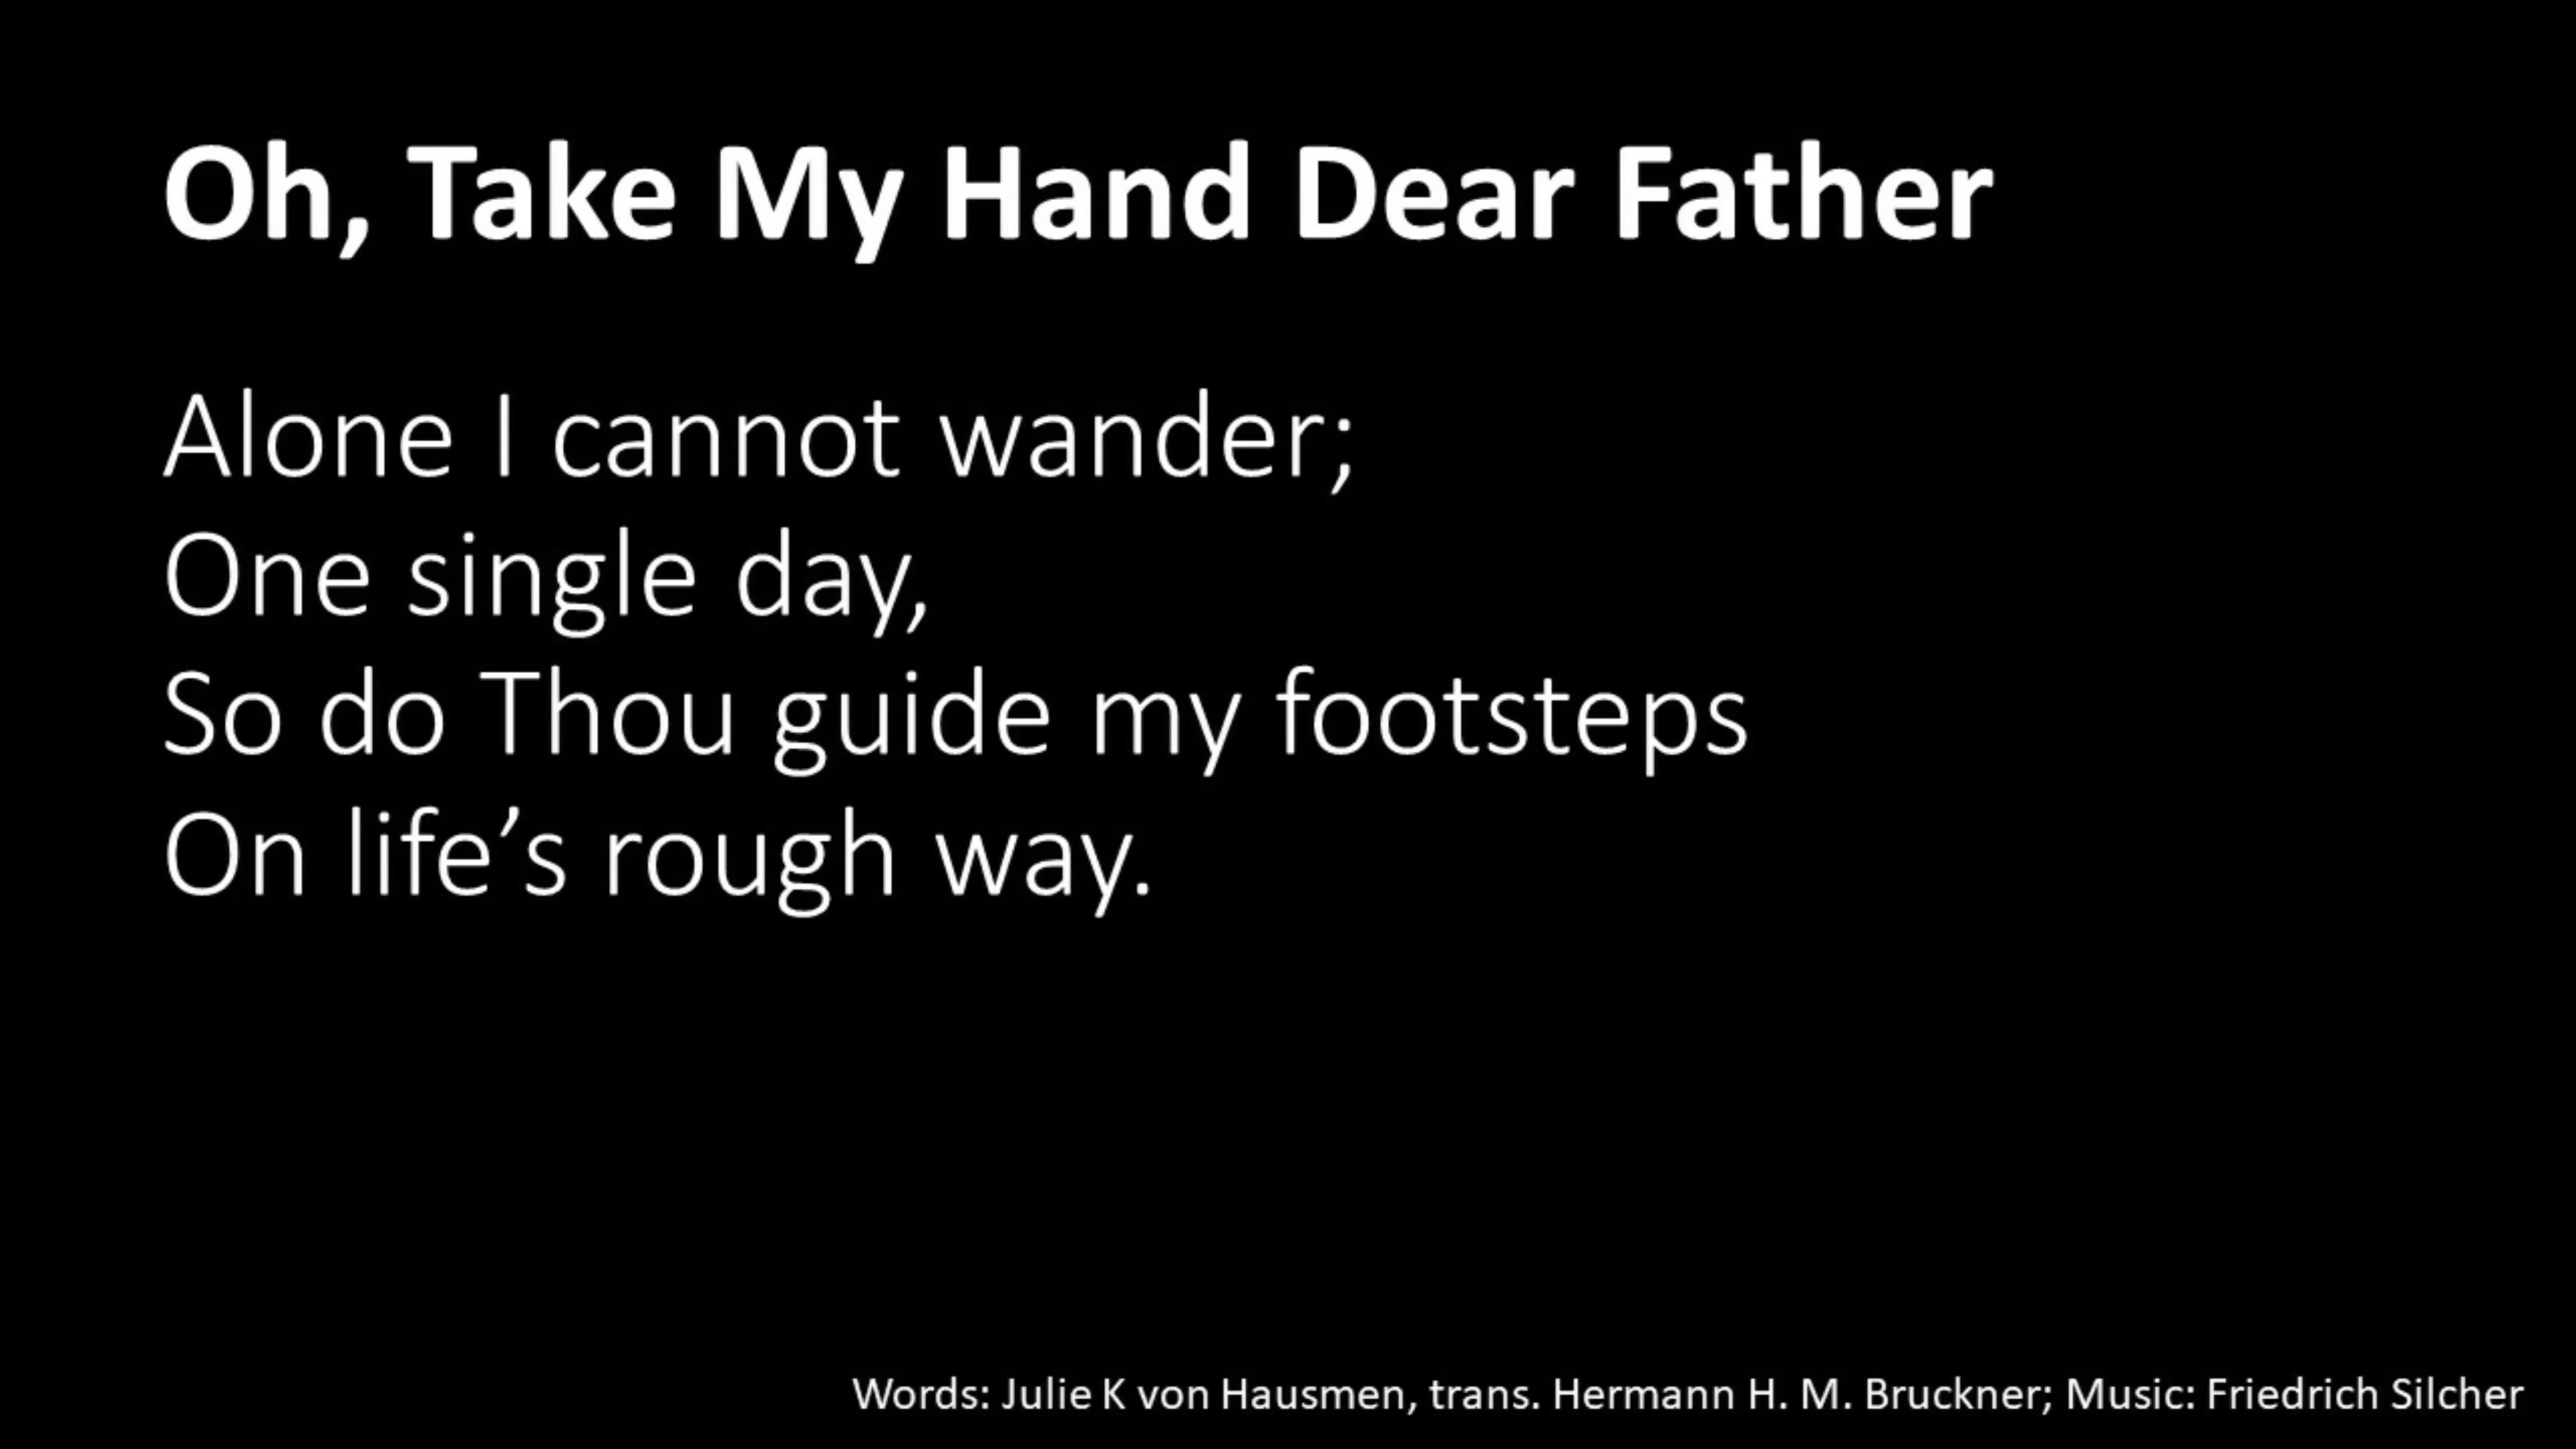 Oh, Take My Hand Dear Father
Alone I cannot wander;
One single day,
So do Thou guide my footsteps
On life’s rough way.
Words: Julie K von Hausmen, trans. Hermann H. M. Bruckner; Music: Friedrich Silcher